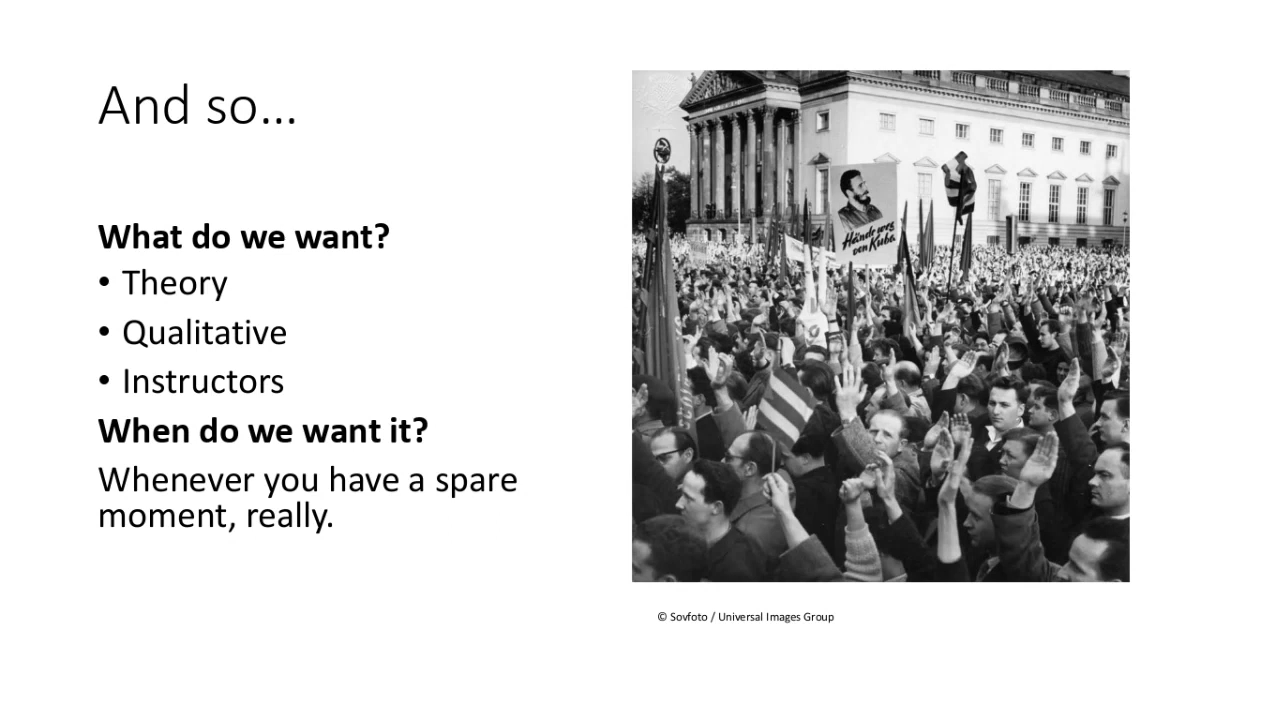 And so…
What do we want?
• Theory
• Qualitative
• Instructors
When do we want it?
Whenever you have a spare
moment, really.
Hände weg
von Kuba
© Sovfoto / Universal Images Group